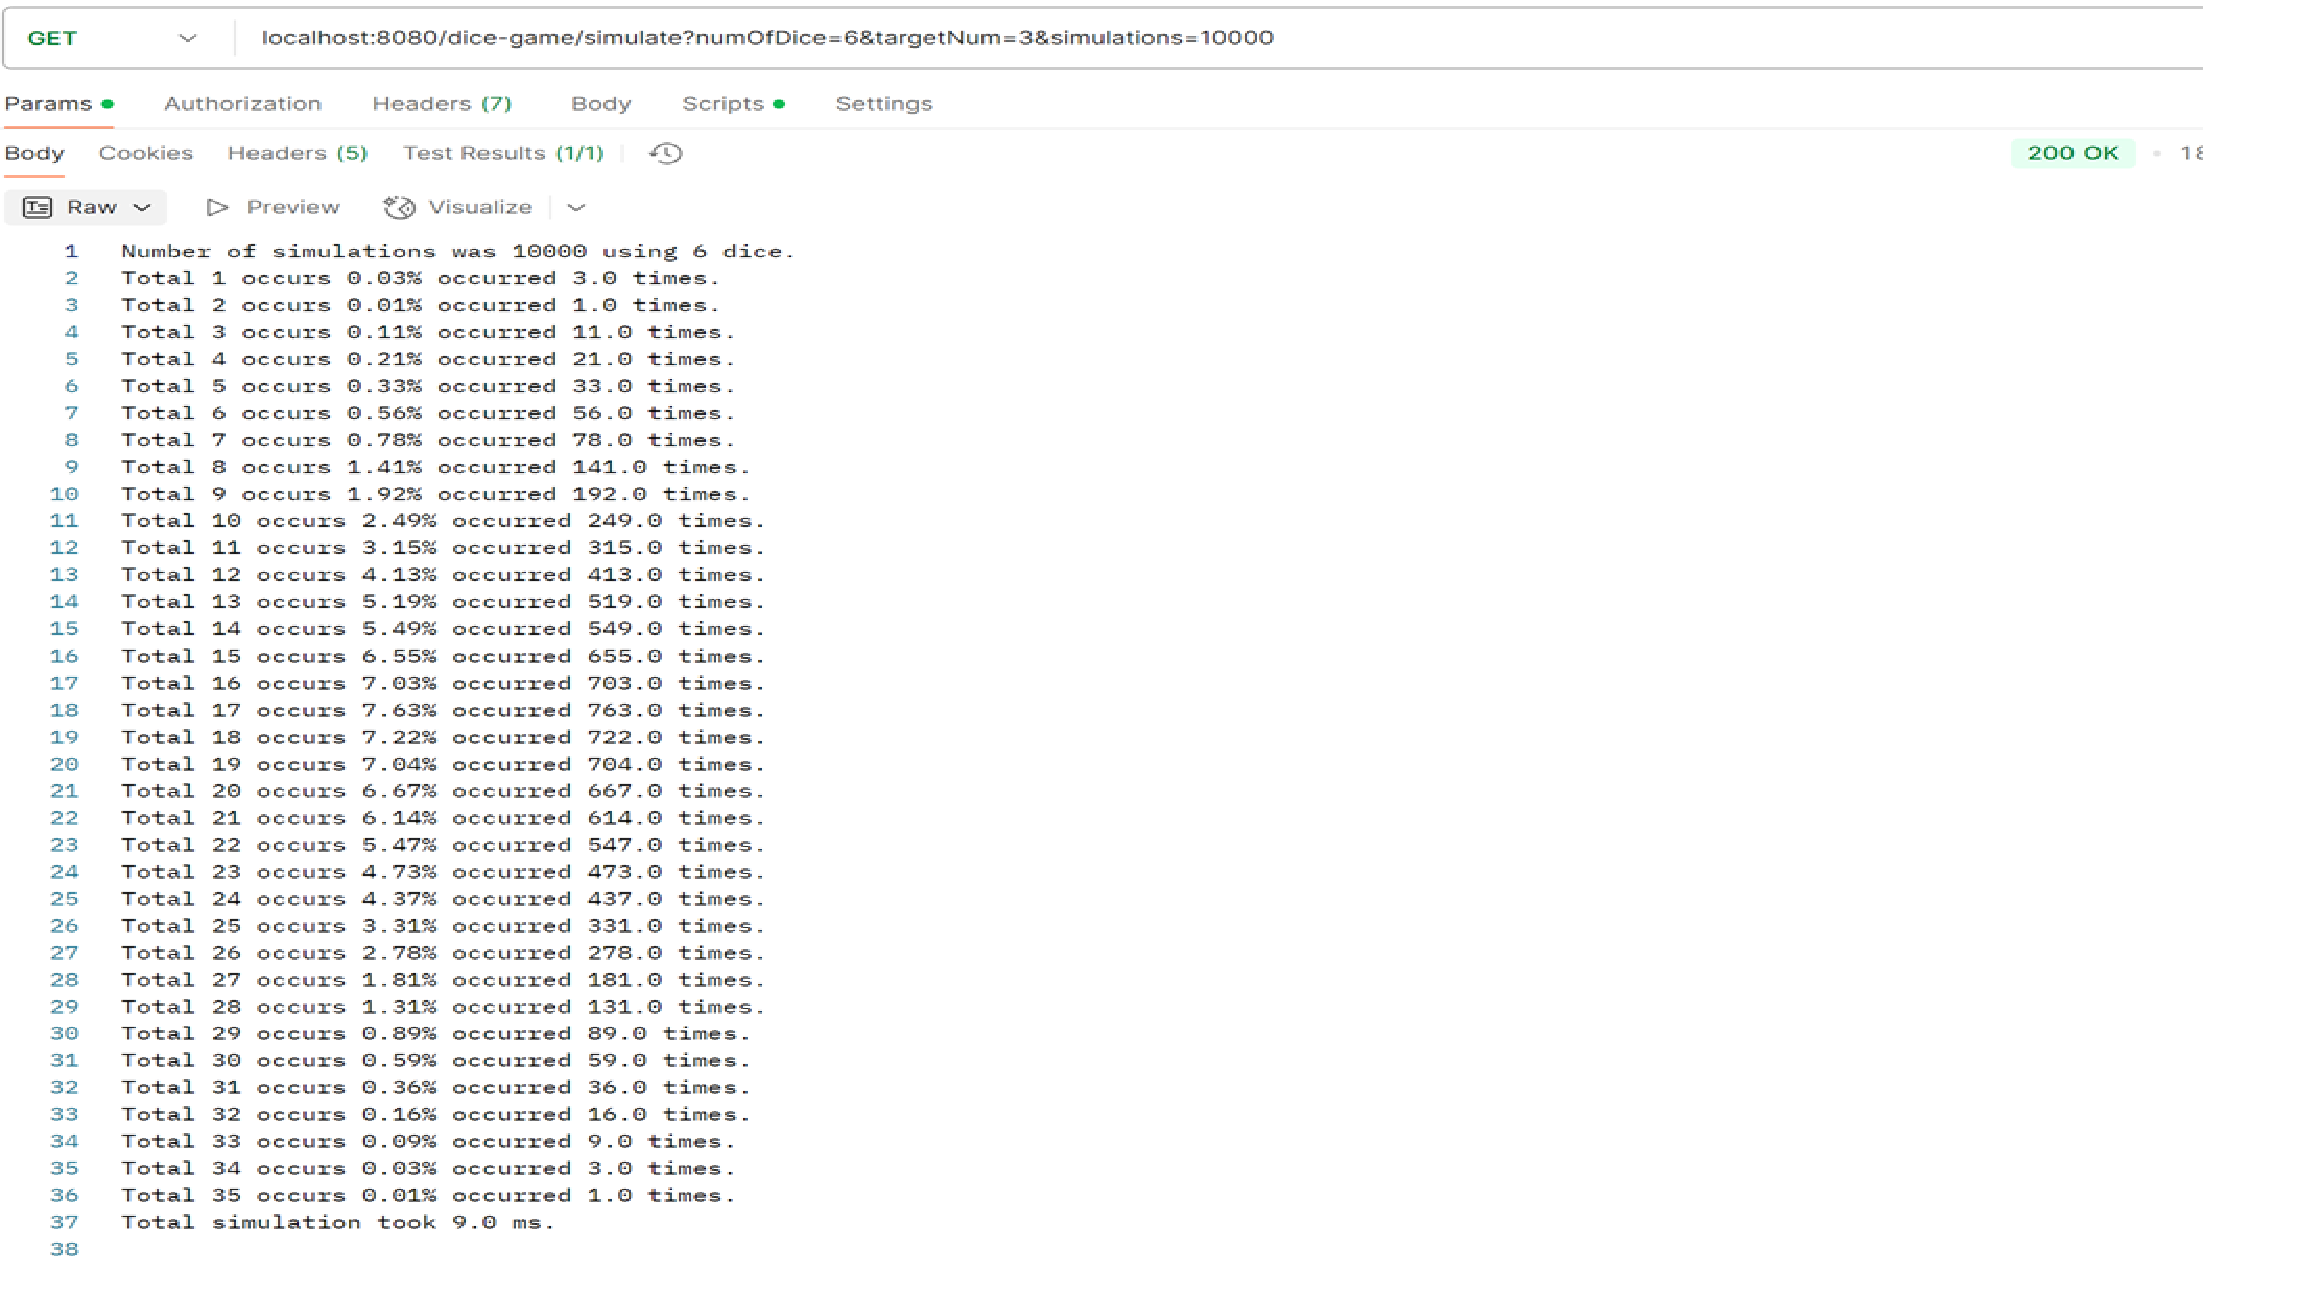 GET localhost:8080/dice-game/simulate?numOfDice=6&targetNum=3&simulations=10000
Params Authorization Headers (7) Body Scripts Settings
Body Cookies Headers (5) Test Results (1/1) 200 OK
Raw Preview Visualize
1 Number of simulations was 10000 using 6 dice.
2 Total 1 occurs 0.03% occurred 3.0 times.
3 Total 2 occurs 0.01% occurred 1.0 times.
4 Total 3 occurs 0.11% occurred 11.0 times.
5 Total 4 occurs 0.21% occurred 21.0 times.
6 Total 5 occurs 0.33% occurred 33.0 times.
7 Total 6 occurs 0.56% occurred 56.0 times.
8 Total 7 occurs 0.78% occurred 78.0 times.
9 Total 8 occurs 1.41% occurred 141.0 times.
10 Total 9 occurs 1.92% occurred 192.0 times.
11 Total 10 occurs 2.49% occurred 249.0 times.
12 Total 11 occurs 3.15% occurred 315.0 times.
13 Total 12 occurs 4.13% occurred 413.0 times.
14 Total 13 occurs 5.19% occurred 519.0 times.
15 Total 14 occurs 5.49% occurred 549.0 times.
16 Total 15 occurs 6.55% occurred 655.0 times.
17 Total 16 occurs 7.03% occurred 703.0 times.
18 Total 17 occurs 7.63% occurred 763.0 times.
19 Total 18 occurs 7.22% occurred 722.0 times.
20 Total 19 occurs 7.04% occurred 704.0 times.
21 Total 20 occurs 6.67% occurred 667.0 times.
22 Total 21 occurs 6.14% occurred 614.0 times.
23 Total 22 occurs 5.47% occurred 547.0 times.
24 Total 23 occurs 4.73% occurred 473.0 times.
25 Total 24 occurs 4.37% occurred 437.0 times.
26 Total 25 occurs 3.31% occurred 331.0 times.
27 Total 26 occurs 2.78% occurred 278.0 times.
28 Total 27 occurs 1.81% occurred 181.0 times.
29 Total 28 occurs 1.31% occurred 131.0 times.
30 Total 29 occurs 0.89% occurred 89.0 times.
31 Total 30 occurs 0.59% occurred 59.0 times.
32 Total 31 occurs 0.36% occurred 36.0 times.
33 Total 32 occurs 0.16% occurred 16.0 times.
34 Total 33 occurs 0.09% occurred 9.0 times.
35 Total 34 occurs 0.03% occurred 3.0 times.
36 Total 35 occurs 0.01% occurred 1.0 times.
37 Total simulation took 9.0 ms.
38